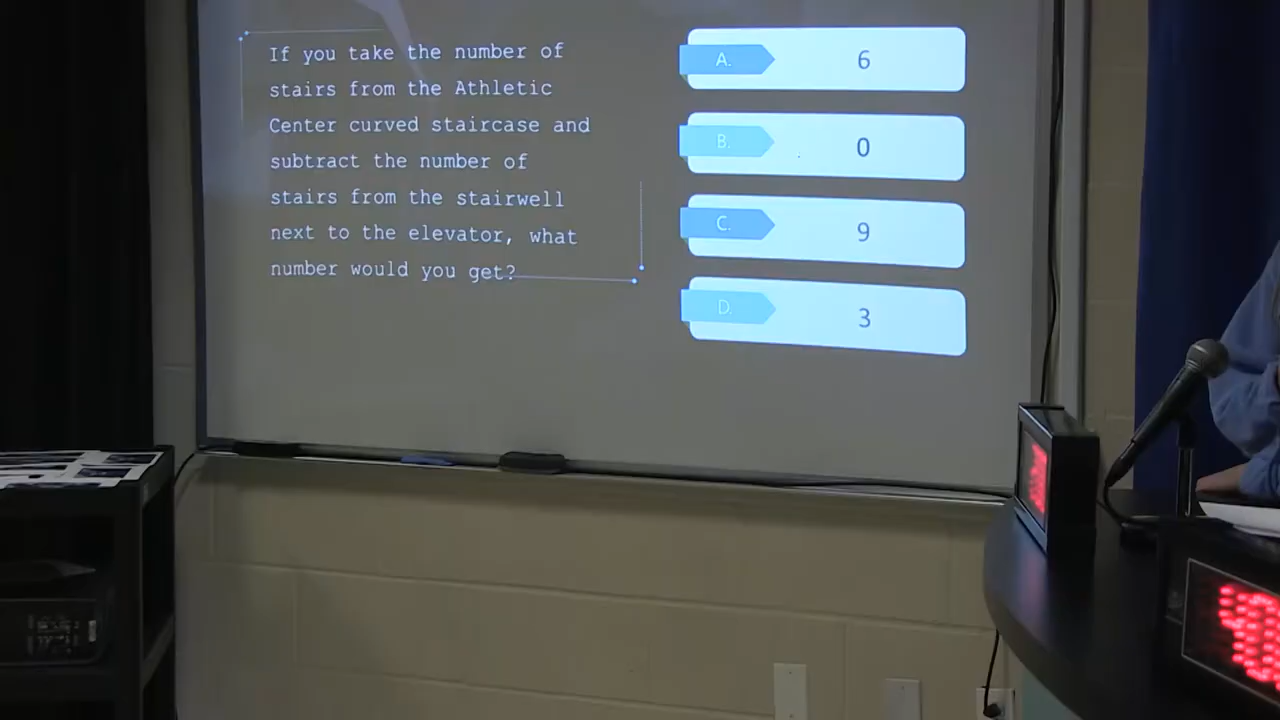 If you take the number of
stairs from the Athletic
Center curved staircase and
subtract the number of
stairs from the stairwell
next to the elevator, what
number would you get?
A. 6
B. 0
C. 9
D. 3